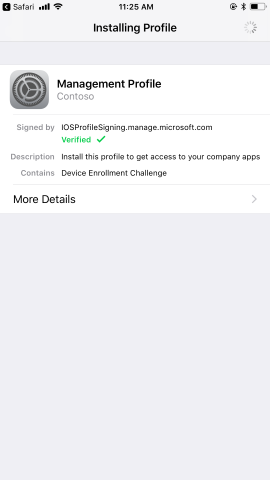 Safari 11:25 AM
Installing Profile
Management Profile
Contoso
Signed by IOSProfileSigning.manage.microsoft.com
Verified
Description Install this profile to get access to your company apps
Contains Device Enrollment Challenge
More Details